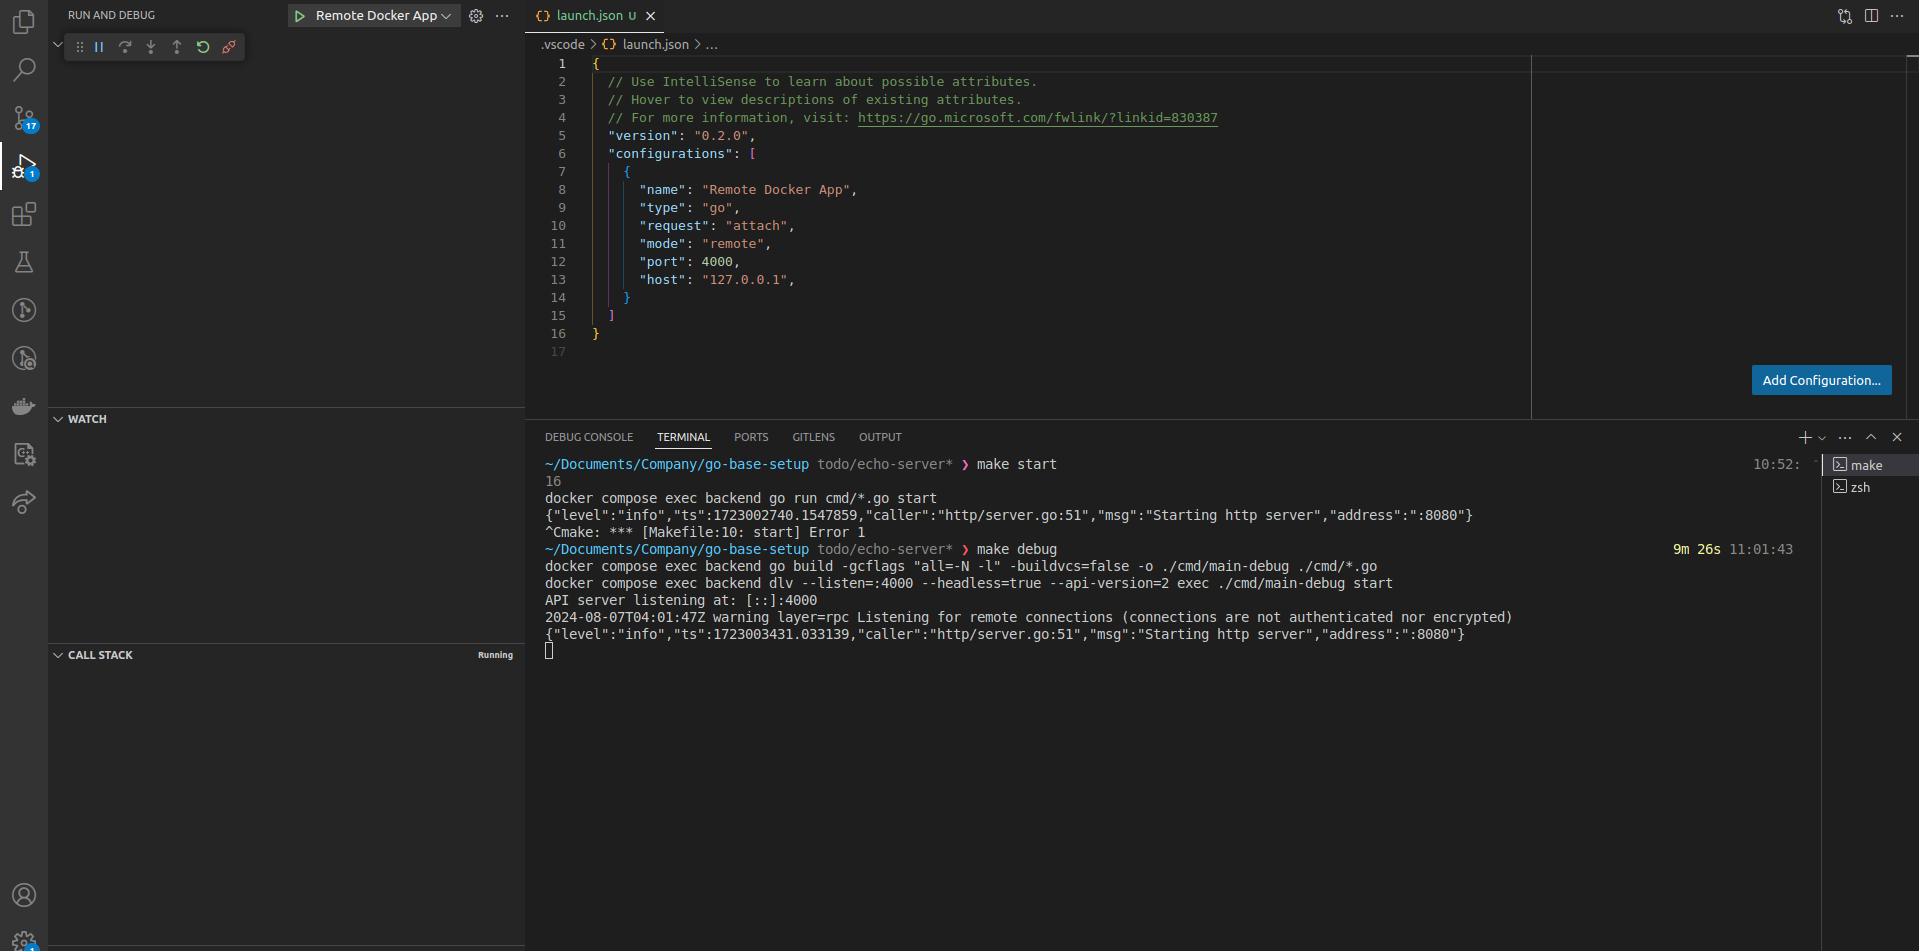 RUN AND DEBUG
Remote Docker App
launch.json U
.vscode > {} launch.json > ...
17
1
WATCH
CALL STACK
Running
1
1 {
2 // Use IntelliSense to learn about possible attributes.
3 // Hover to view descriptions of existing attributes.
4 // For more information, visit: https://go.microsoft.com/fwlink/?linkid=830387
5 "version": "0.2.0",
6 "configurations": [
7 {
8 "name": "Remote Docker App",
9 "type": "go",
10 "request": "attach",
11 "mode": "remote",
12 "port": 4000,
13 "host": "127.0.0.1",
14 }
15 ]
16 }
17
Add Configuration...
DEBUG CONSOLE TERMINAL PORTS GITLENS OUTPUT
~/Documents/Company/go-base-setup todo/echo-server* ❯ make start 10:52:
16
docker compose exec backend go run cmd/*.go start
{"level":"info","ts":1723002740.1547859,"caller":"http/server.go:51","msg":"Starting http server","address":":8080"}
^Cmake: *** [Makefile:10: start] Error 1
~/Documents/Company/go-base-setup todo/echo-server* ❯ make debug 9m 26s 11:01:43
docker compose exec backend go build -gcflags "all=-N -l" -buildvcs=false -o ./cmd/main-debug ./cmd/*.go
docker compose exec backend dlv --listen=:4000 --headless=true --api-version=2 exec ./cmd/main-debug start
API server listening at: [::]:4000
2024-08-07T04:01:47Z warning layer=rpc Listening for remote connections (connections are not authenticated nor encrypted)
{"level":"info","ts":1723003431.033139,"caller":"http/server.go:51","msg":"Starting http server","address":":8080"}
make
zsh